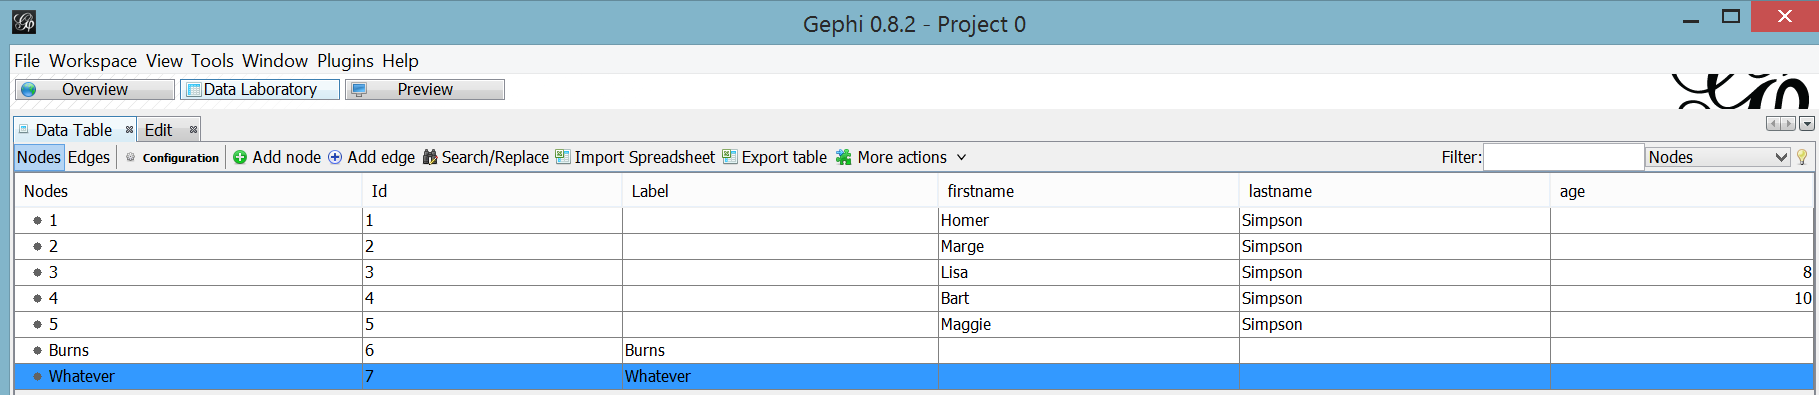 Gephi 0.8.2 - Project 0
File Workspace View Tools Window Plugins Help
Overview Data Laboratory Preview
Data Table Edit
Nodes Edges Configuration Add node Add edge Search/Replace Import Spreadsheet Export table More actions Filter: Nodes
Nodes Id Label firstname lastname age
1 1 Homer Simpson
2 2 Marge Simpson
3 3 Lisa Simpson 8
4 4 Bart Simpson 10
5 5 Maggie Simpson
Burns 6 Burns
Whatever 7 Whatever